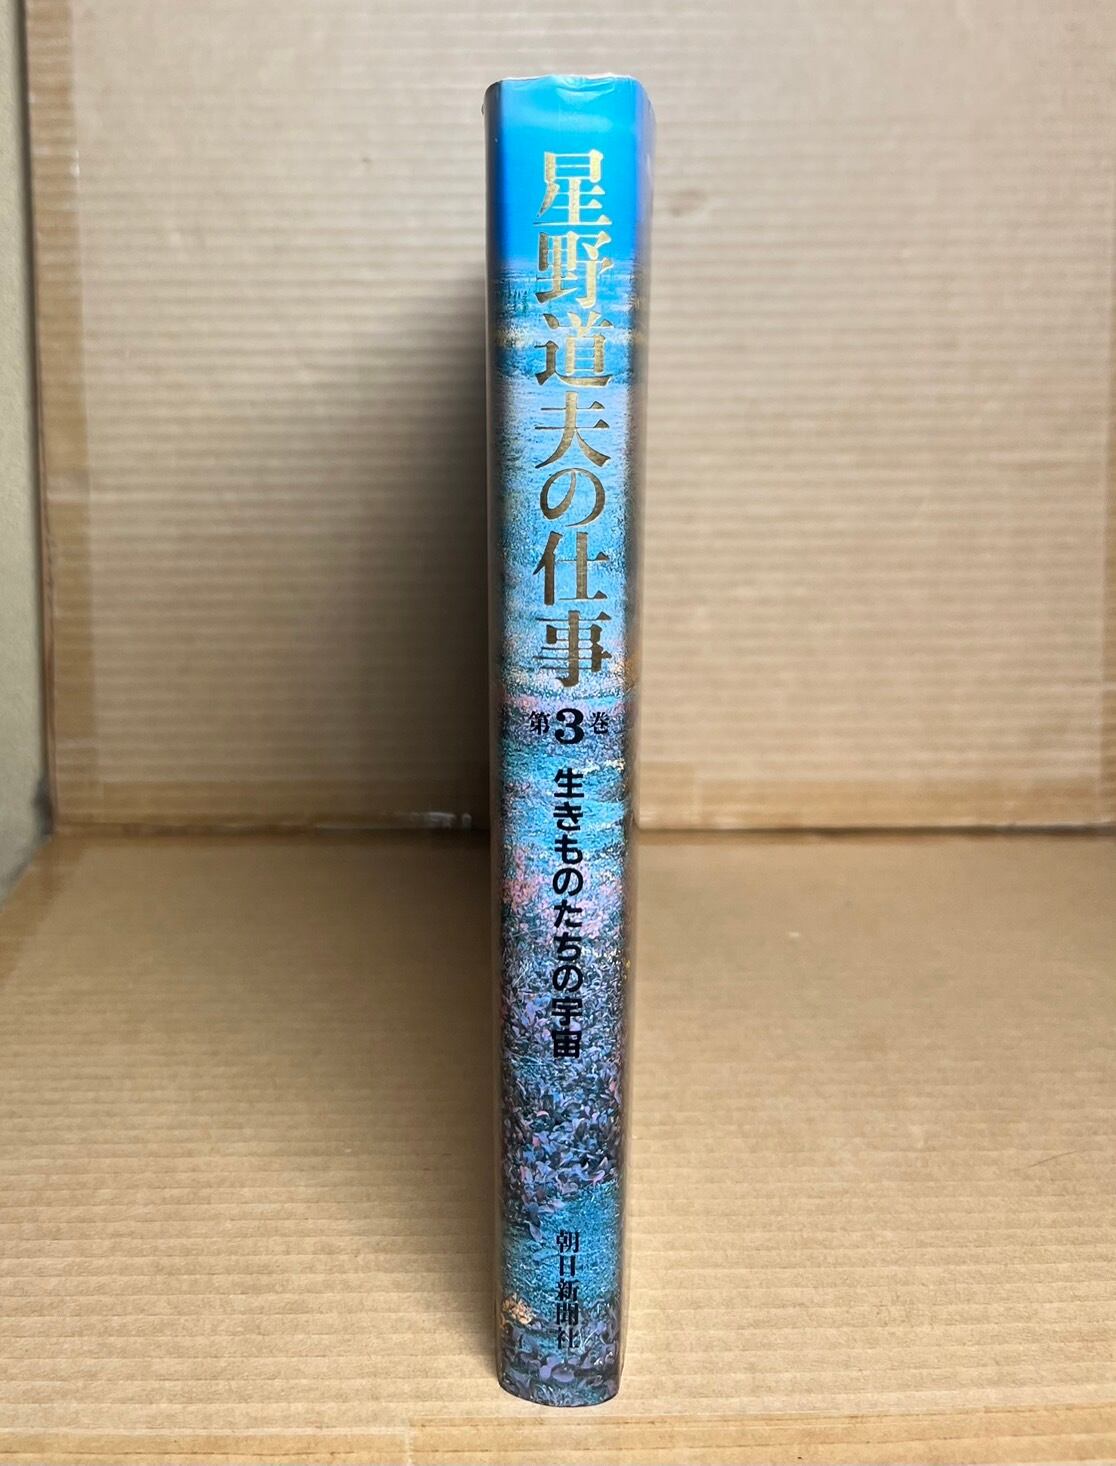 星野道夫の仕事
第3巻
生きものたちの宇宙
朝日新聞社